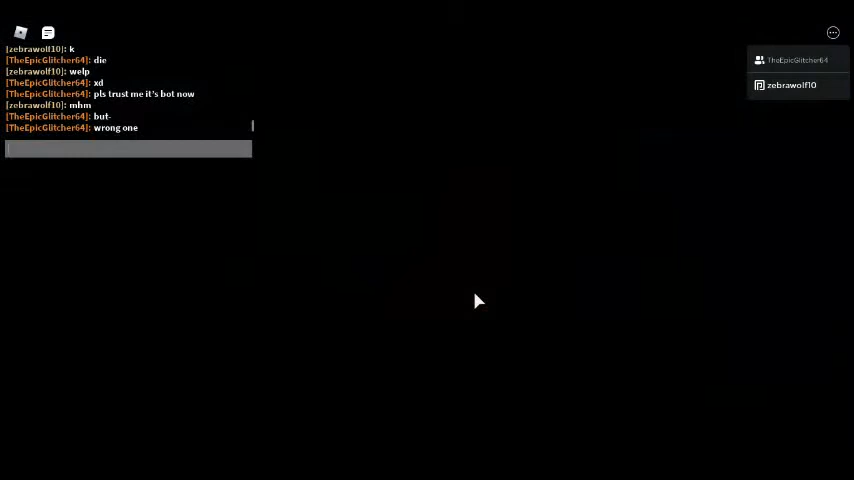 [zebrawolf10]: k
[TheEpicGlitcher64]: die
[zebrawolf10]: welp
[TheEpicGlitcher64]: xd
[TheEpicGlitcher64]: pls trust me it's bot now
[zebrawolf10]: mhm
[TheEpicGlitcher64]: but-
[TheEpicGlitcher64]: wrong one
TheEpicGlitcher64
zebrawolf10